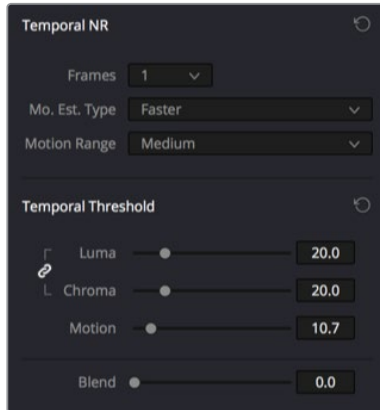 Temporal NR
Frames 1
Mo. Est. Type Faster
Motion Range Medium
Temporal Threshold
Luma 20.0
Chroma 20.0
Motion 10.7
Blend 0.0